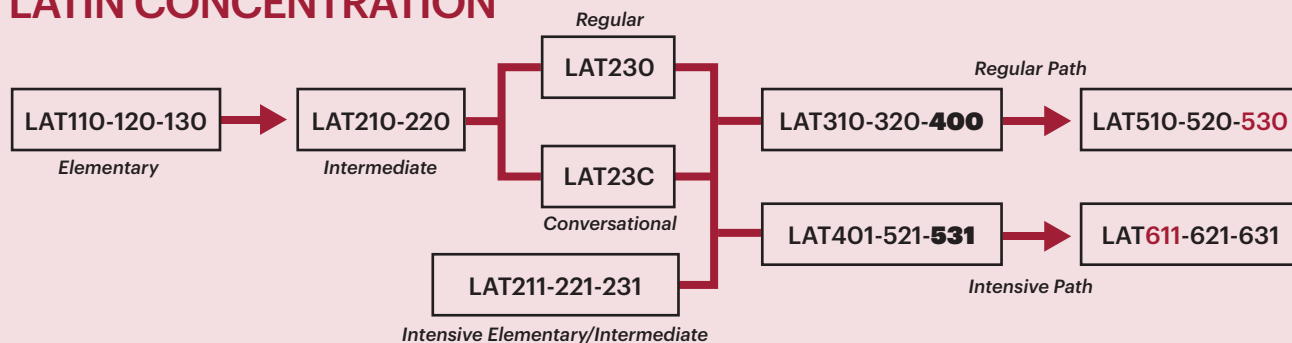 LATIN CONCENTRATION
Regular
LAT230
Regular Path
LAT110-120-130
LAT210-220
LAT310-320-400
LAT510-520-530
Elementary
Intermediate
LAT23C
Conversational
LAT401-521-531
LAT611-621-631
LAT211-221-231
Intensive Path
Intensive Elementary/Intermediate